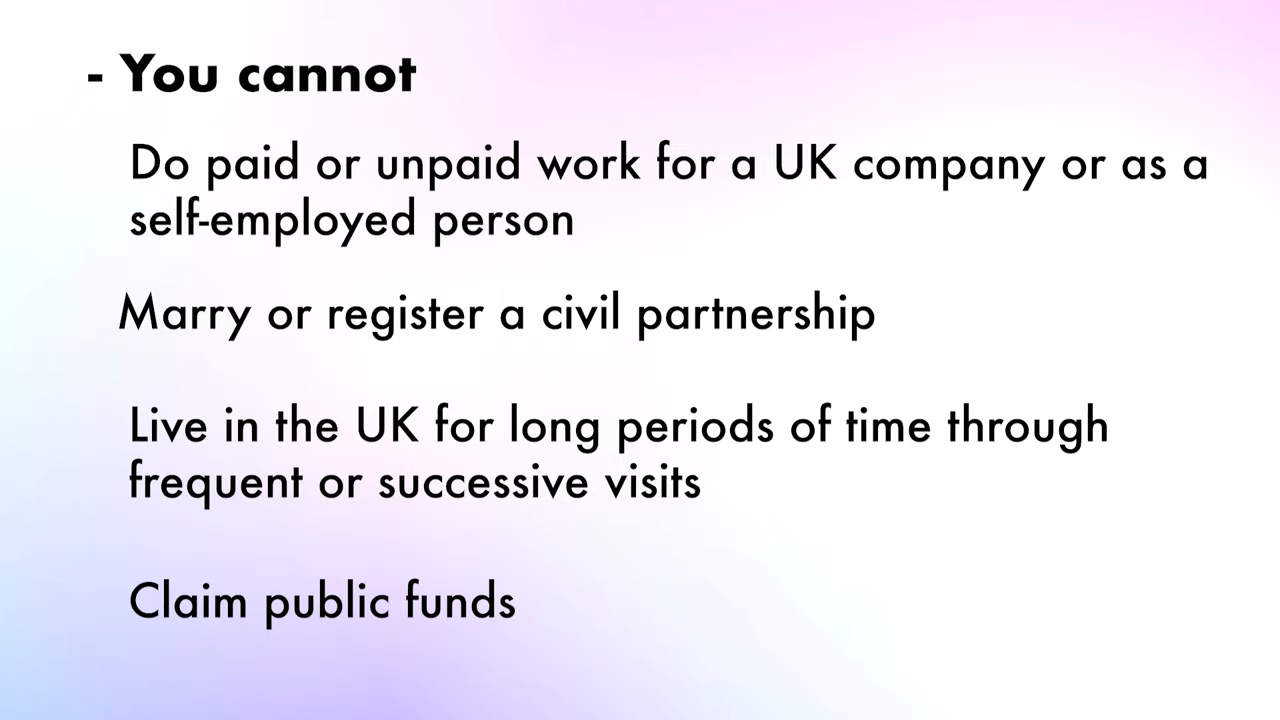 - You cannot
Do paid or unpaid work for a UK company or as a
self-employed person
Marry or register a civil partnership
Live in the UK for long periods of time through
frequent or successive visits
Claim public funds